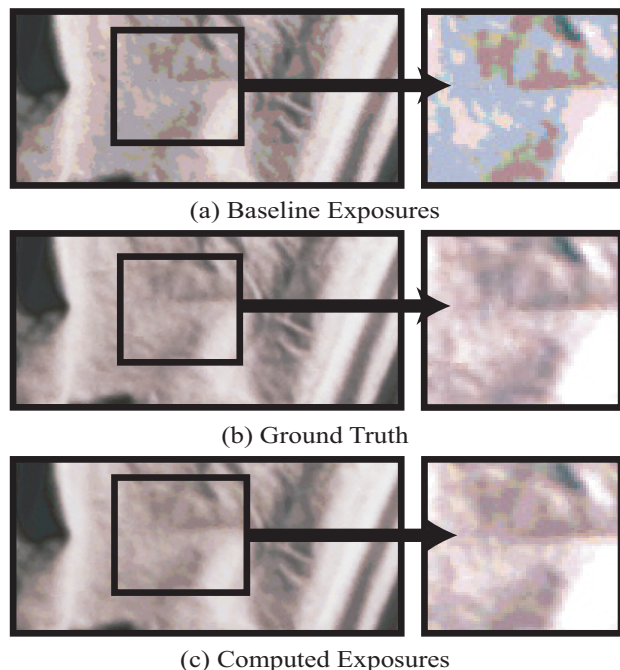 (a) Baseline Exposures
(b) Ground Truth
(c) Computed Exposures